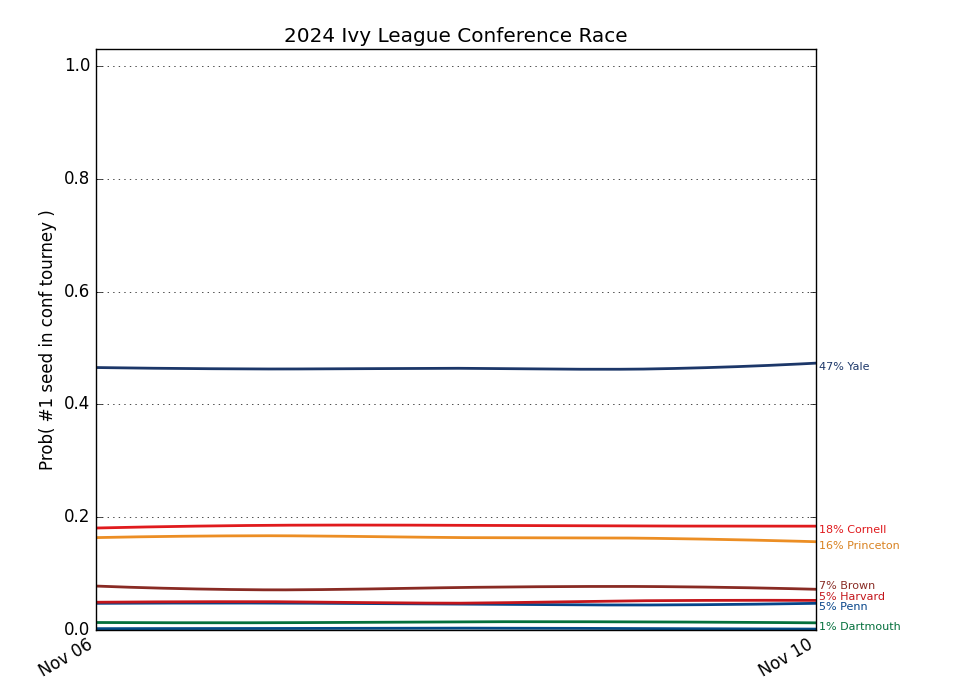 2024 Ivy League Conference Race
Prob( #1 seed in conf tourney )
1.0
0.8
0.6
0.4
0.2
0.0
Nov 06
Nov 10
47% Yale
18% Cornell
16% Princeton
7% Brown
5% Harvard
5% Penn
1% Dartmouth